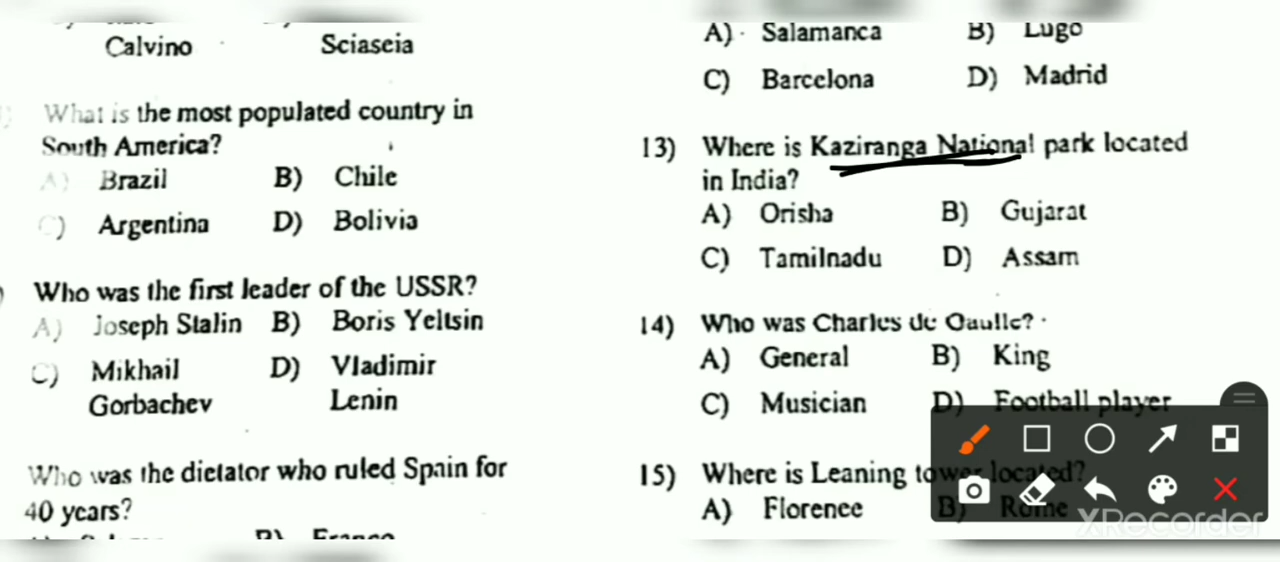 Calvino
Sciascia
What is the most populated country in
South America?
A) Brazil B) Chile
C) Argentina D) Bolivia
Who was the first leader of the USSR?
A) Joseph Stalin B) Boris Yeltsin
C) Mikhail D) Vladimir
Gorbachev Lenin
Who was the dictator who ruled Spain for
40 years?
Franco
A) Salamanca B) Lugo
C) Barcelona D) Madrid
13) Where is Kaziranga National park located
in India?
A) Orisha B) Gujarat
C) Tamilnadu D) Assam
14) Who was Charles de Gaulle?
A) General B) King
C) Musician D) Football player
15) Where is Leaning tower located?
A) Florence B) Rome
XRecorder